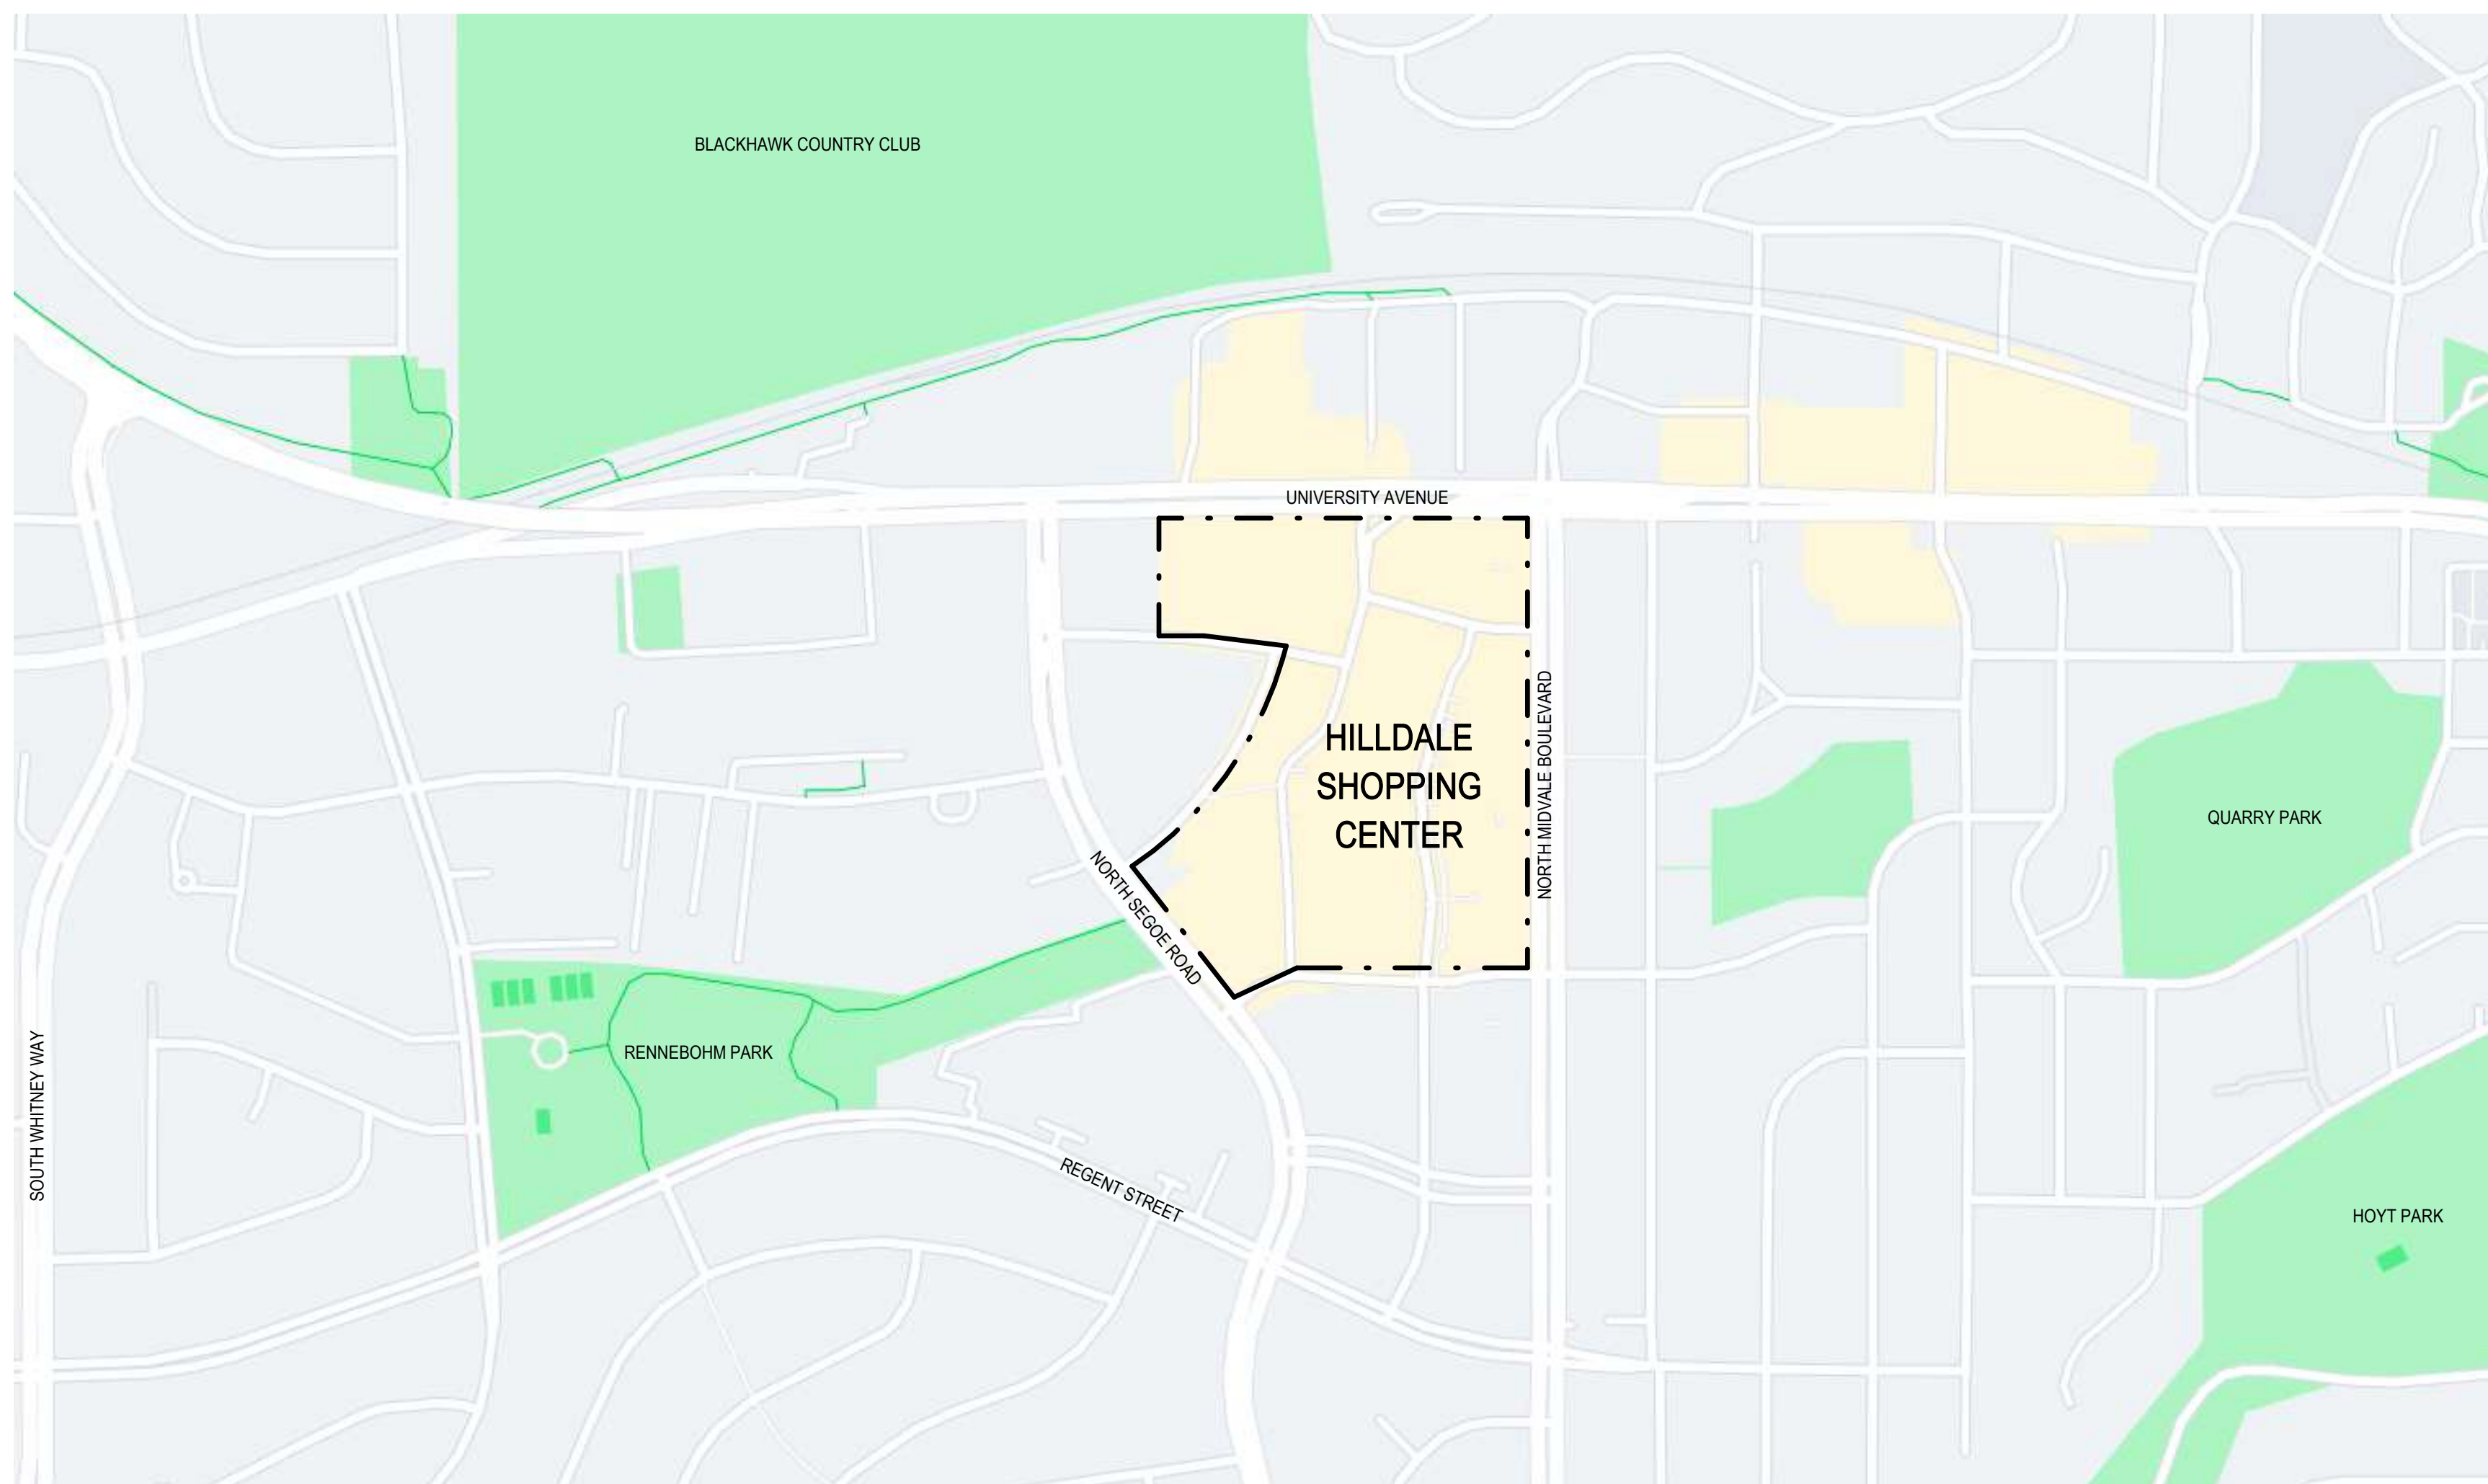 BLACKHAWK COUNTRY CLUB
UNIVERSITY AVENUE
NORTH MIDVALE BOULEVARD
HILLDALE
SHOPPING
CENTER
QUARRY PARK
NORTH SEGOE ROAD
RENNEBOHM PARK
SOUTH WHITNEY WAY
REGENT STREET
HOYT PARK